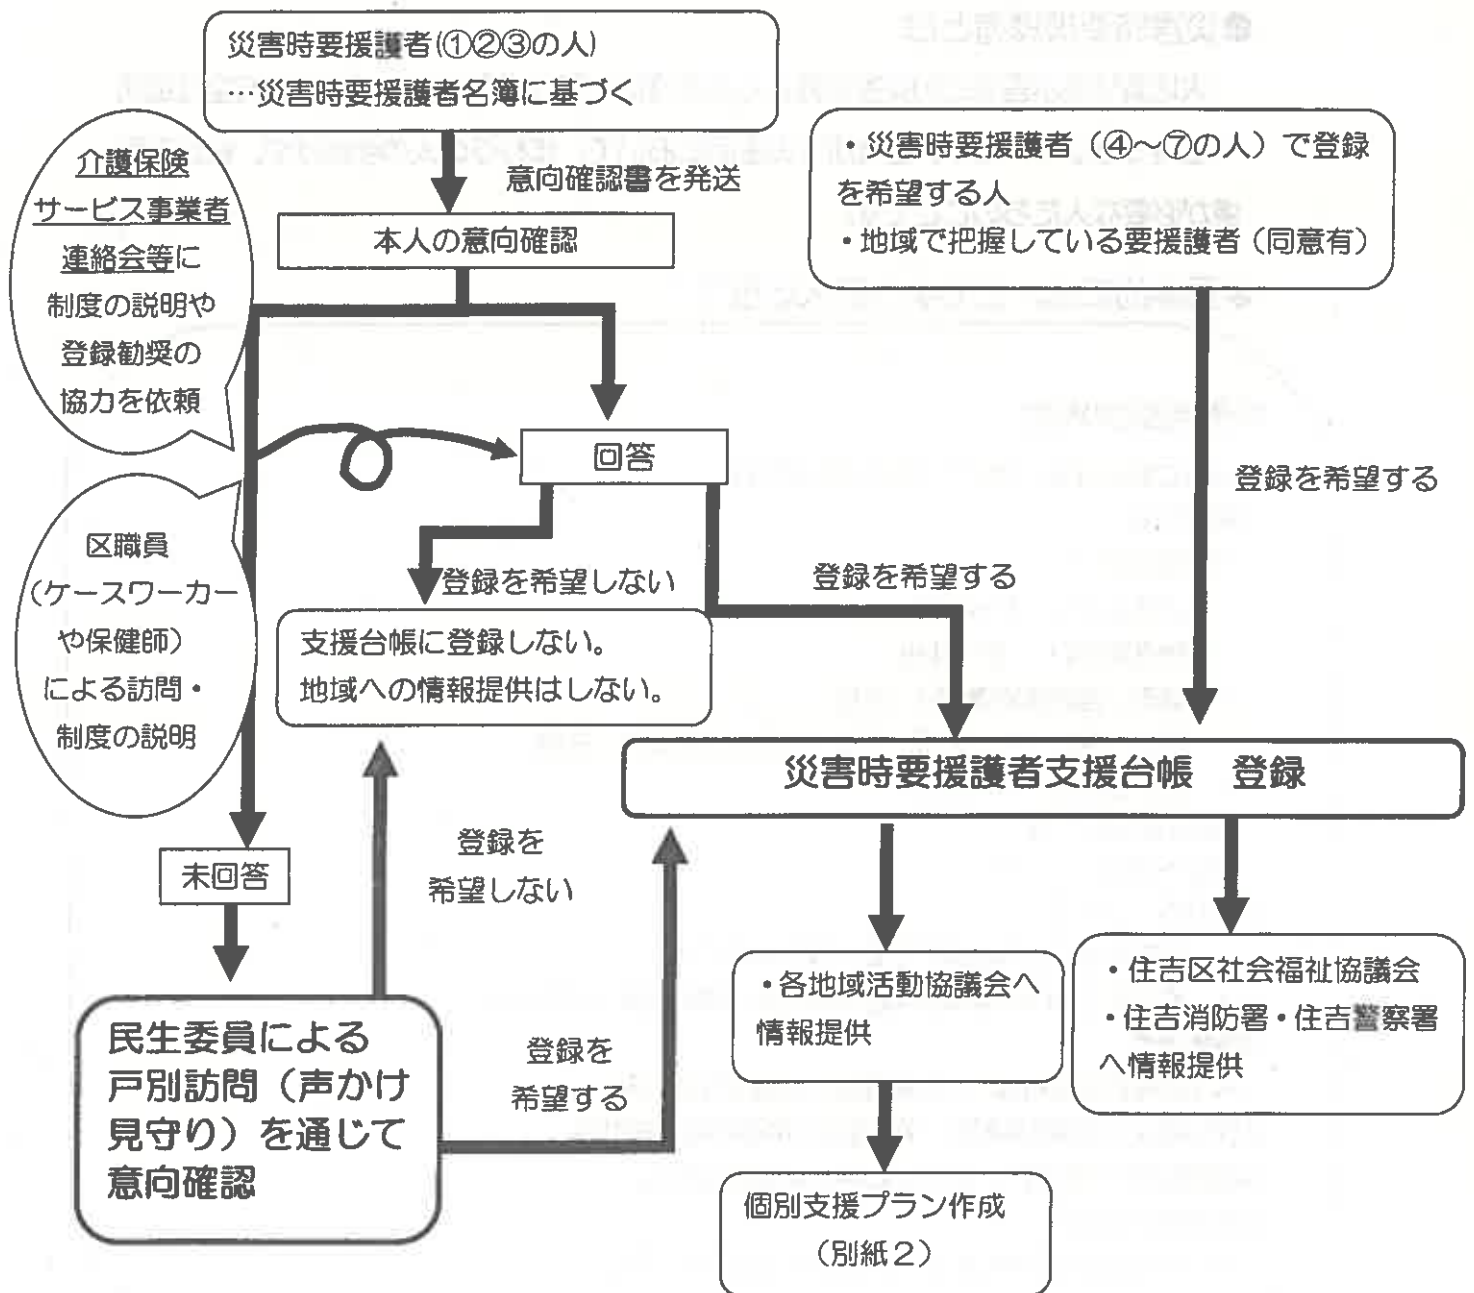 災害時要援護者(①②③の人)
…災害時要援護者名簿に基づく
意向確認書を発送
本人の意向確認
・災害時要援護者（④～⑦の人）で登録
を希望する人
・地域で把握している要援護者（同意有）
介護保険
サービス事業者
連絡会等に
制度の説明や
登録勧奨の
協力を依頼
回答
登録を希望する
区職員
（ケースワーカー
や保健師）
による訪問・
制度の説明
登録を希望しない
登録を希望する
支援台帳に登録しない。
地域への情報提供はしない。
災害時要援護者支援台帳　登録
未回答
登録を
希望しない
民生委員による
戸別訪問（声かけ
見守り）を通じて
意向確認
登録を
希望する
・各地域活動協議会へ
情報提供
・住吉区社会福祉協議会
・住吉消防署・住吉警察署
へ情報提供
個別支援プラン作成
（別紙２）